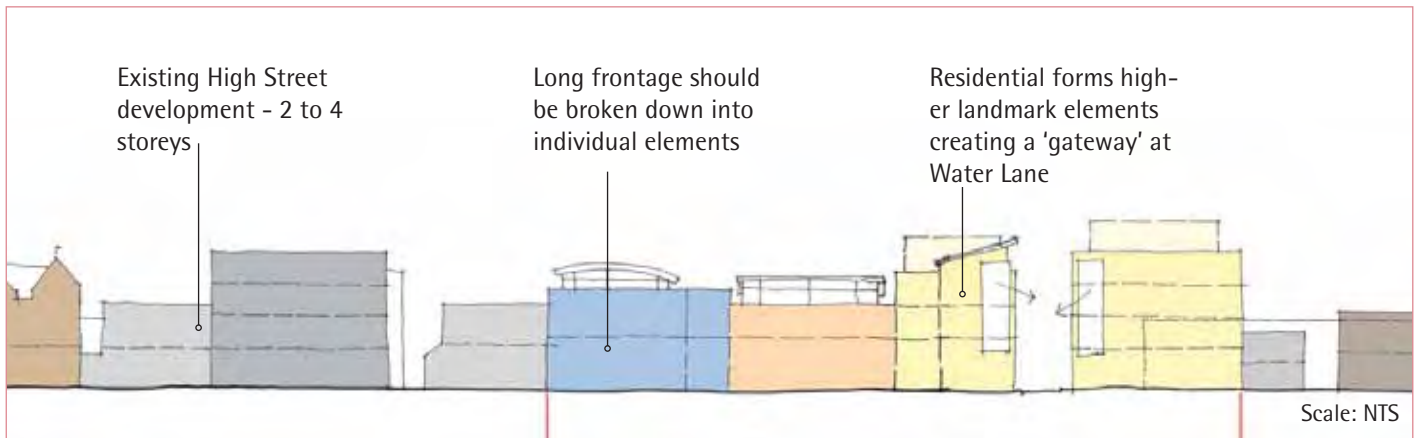 Existing High Street
development - 2 to 4
storeys
Long frontage should
be broken down into
individual elements
Residential forms high-
er landmark elements
creating a ‘gateway’ at
Water Lane
Scale: NTS